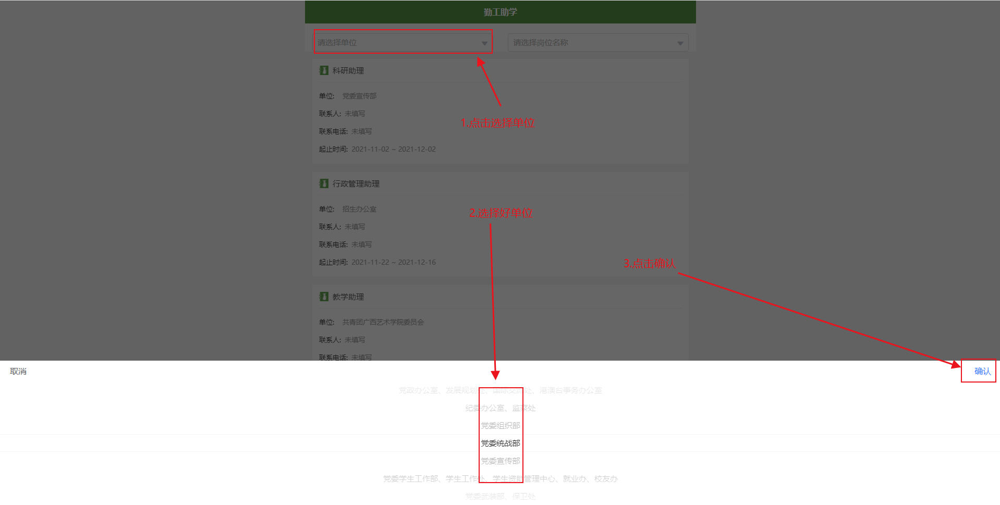 勤工助学
请选择单位
请选择岗位名称
科研助理
单位: 党委宣传部
联系人: 未填写
1.点击选择单位
联系电话: 未填写
起止时间: 2021-11-02 ~ 2021-12-02
行政管理助理
单位: 招生办公室
2.选择好单位
联系人: 未填写
联系电话: 未填写
起止时间: 2021-11-22 ~ 2021-12-16
3.点击确认
教学助理
单位: 共青团广西艺术学院委员会
联系人: 未填写
联系电话: 未填写
取消
确认
党政办公室、发展规划处、国际交流处、港澳台事务办公室
纪委办公室、监察处
党委组织部
党委统战部
党委宣传部
党委学生工作部、学生工作处、学生资助管理中心、就业办、校友办
党委武装部、保卫处